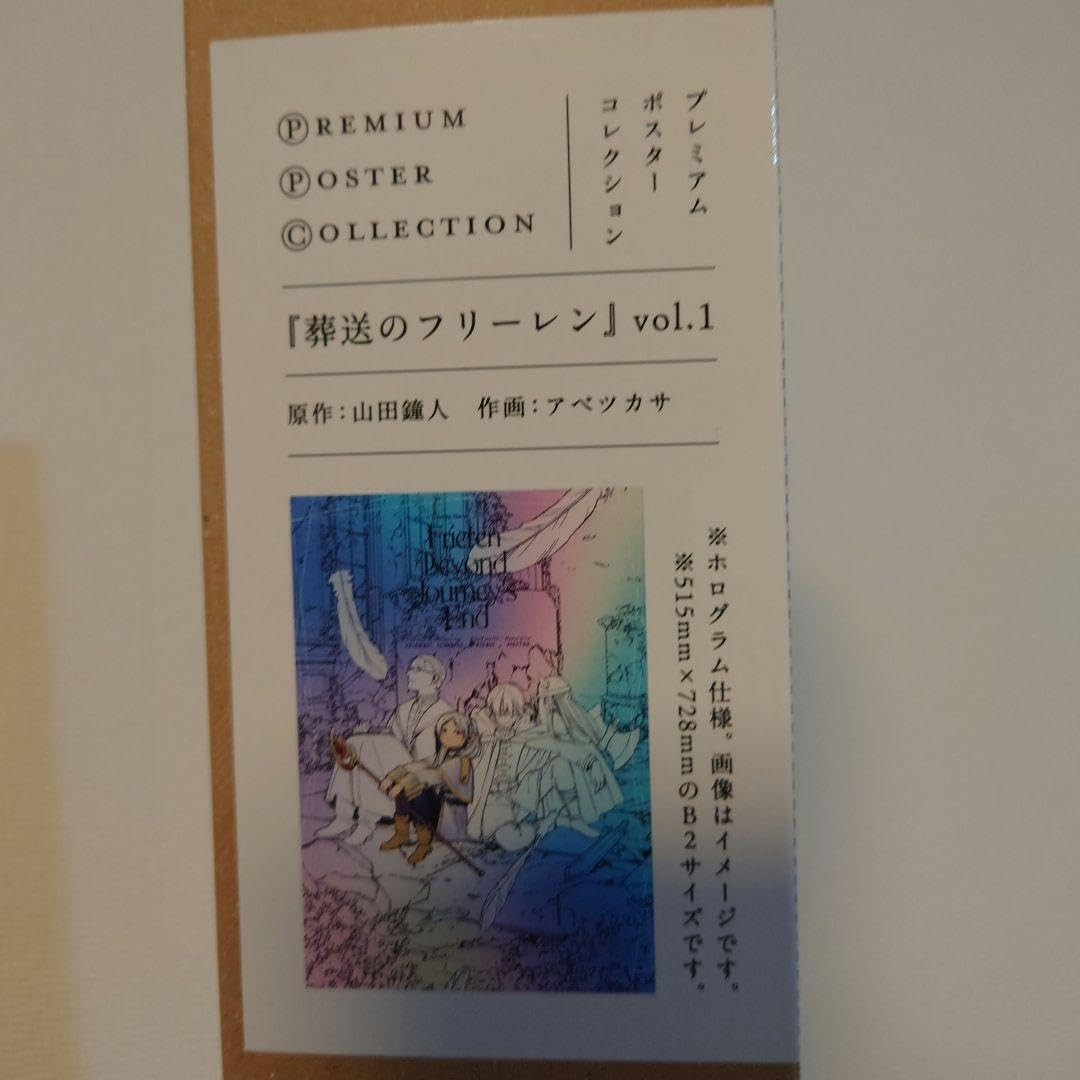 PREMIUM
POSTER
COLLECTION
プレミアム
ポスター
コレクション
『葬送のフリーレン』vol.1
原作：山田鐘人　作画：アベツカサ
Frieren
Beyond
Journey's
End
※ホログラム仕様。画像はイメージです。
※515mm×728mmのB2サイズです。